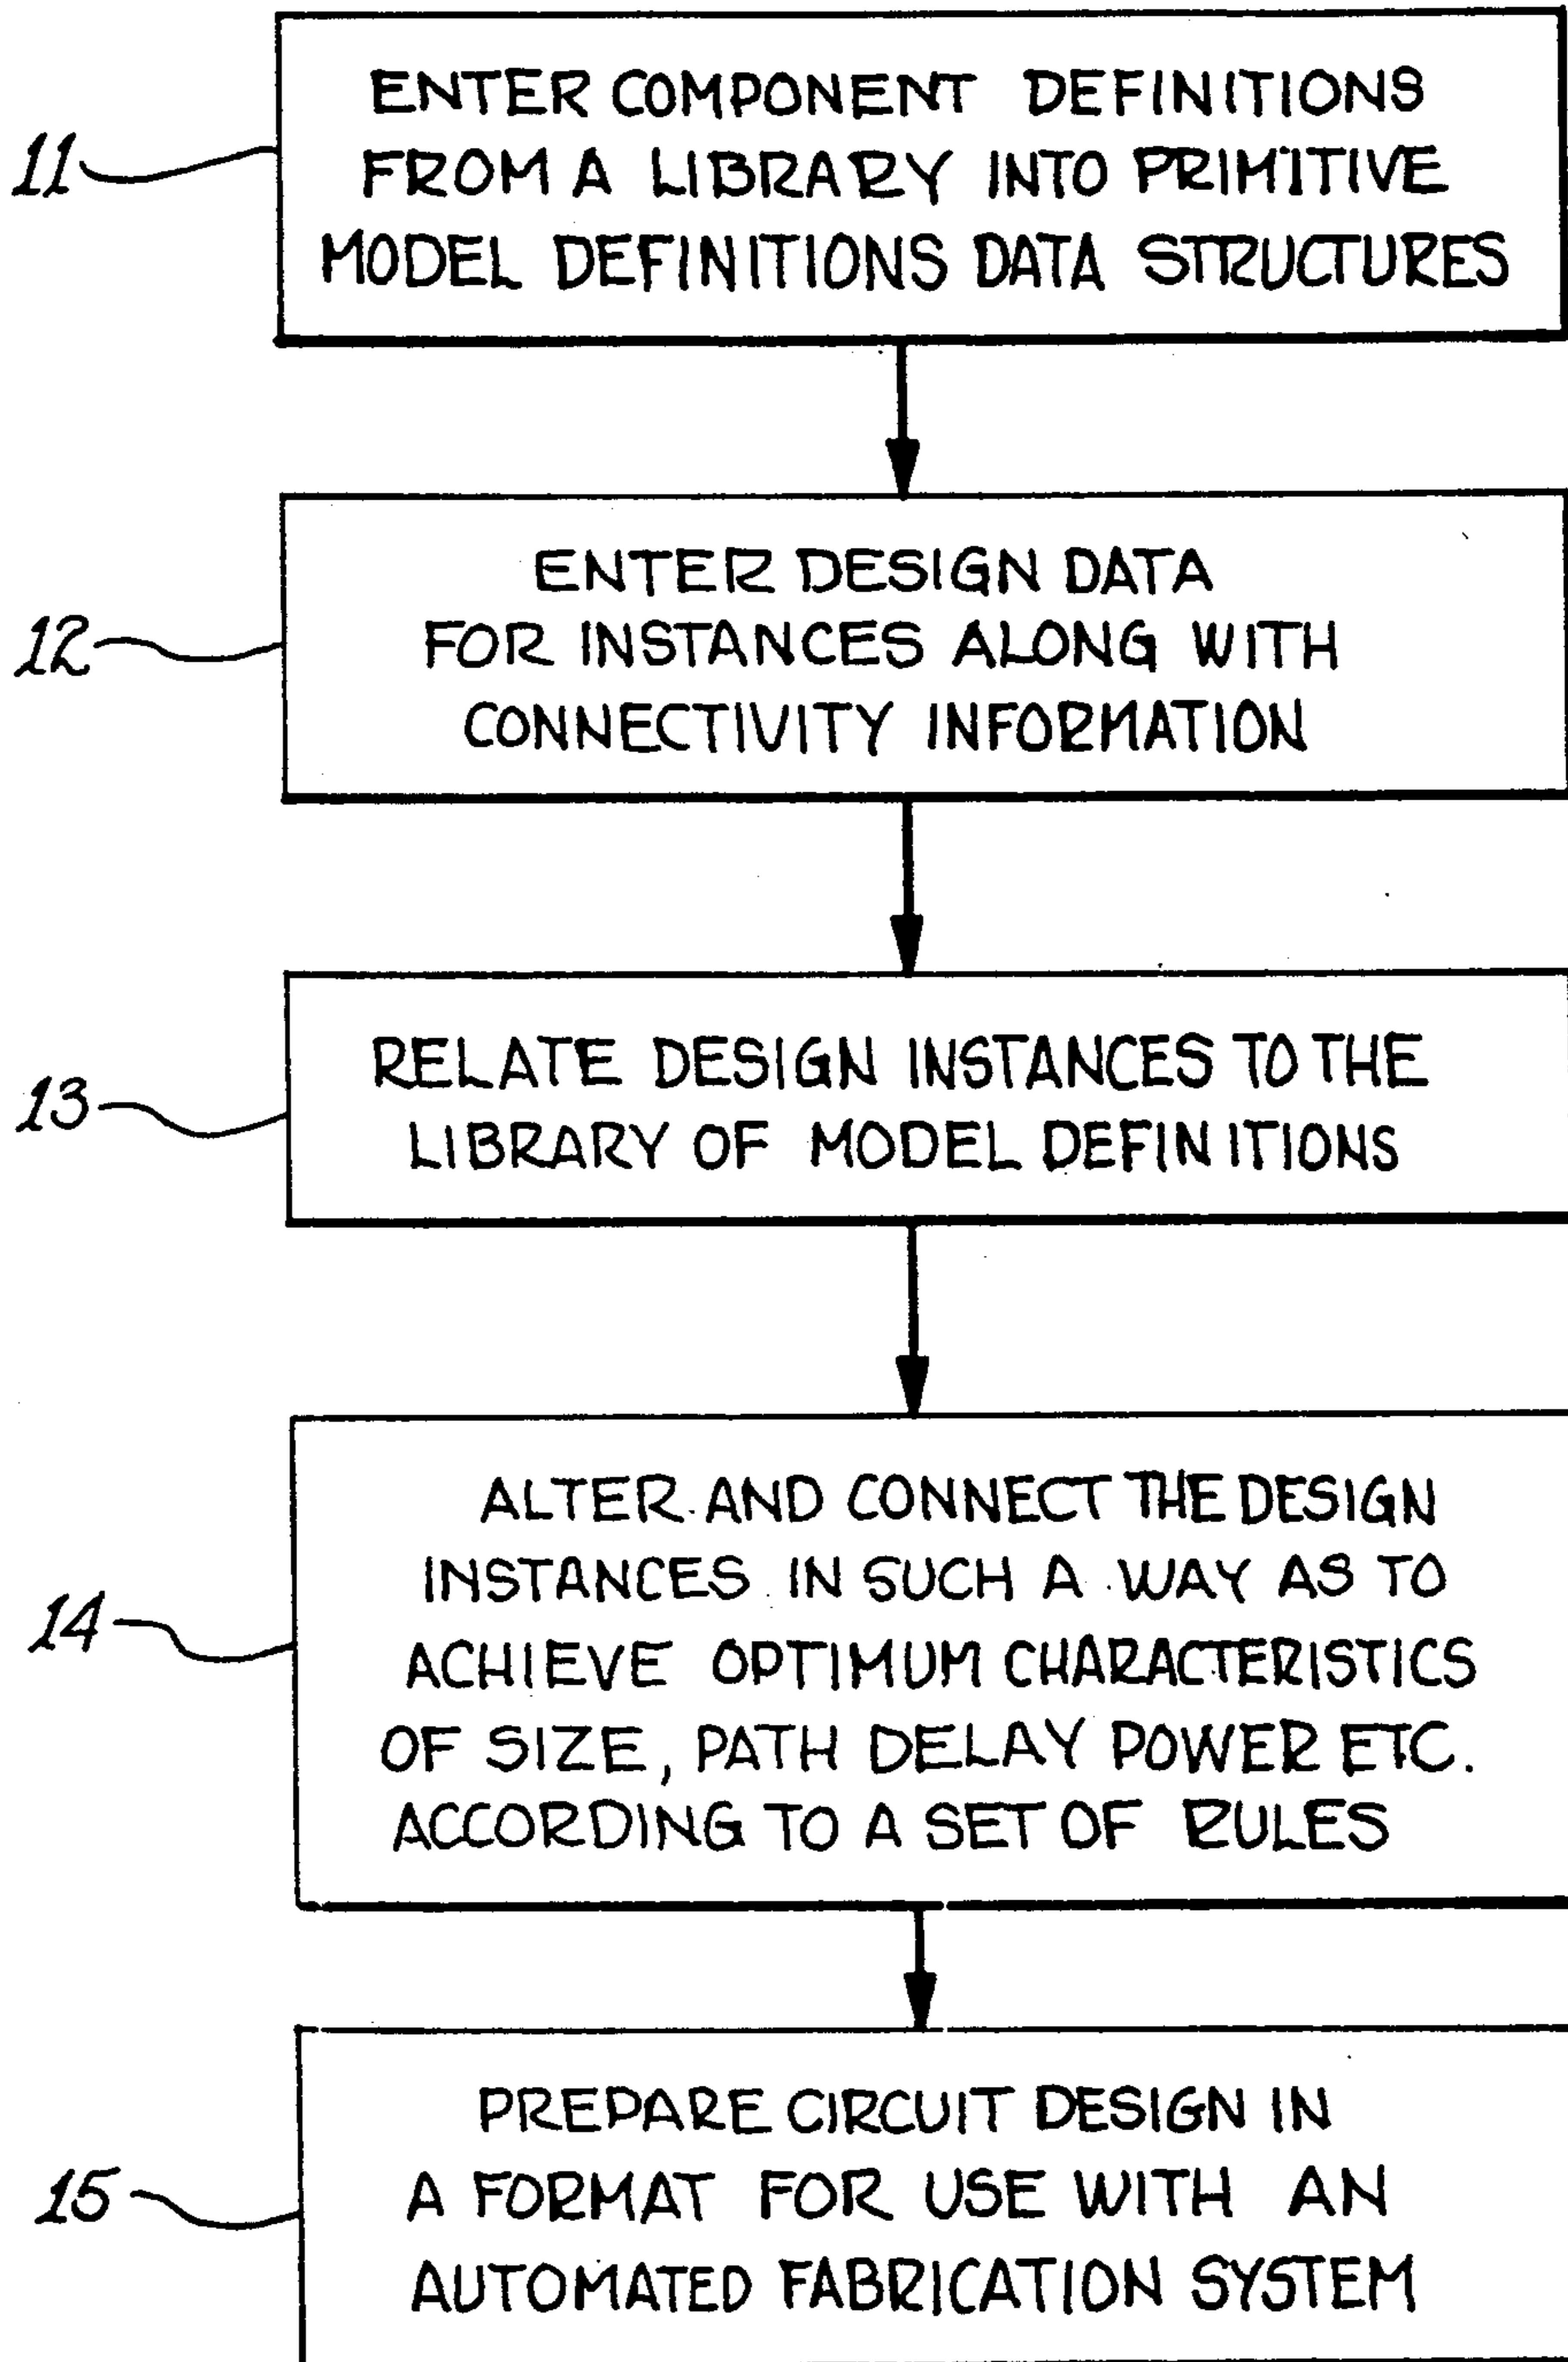 11
ENTER COMPONENT DEFINITIONS
FROM A LIBRARY INTO PRIMITIVE
MODEL DEFINITIONS DATA STRUCTURES
12
ENTER DESIGN DATA
FOR INSTANCES ALONG WITH
CONNECTIVITY INFORMATION
13
RELATE DESIGN INSTANCES TO THE
LIBRARY OF MODEL DEFINITIONS
14
ALTER AND CONNECT THE DESIGN
INSTANCES IN SUCH A WAY AS TO
ACHIEVE OPTIMUM CHARACTERISTICS
OF SIZE, PATH DELAY POWER ETC.
ACCORDING TO A SET OF RULES
15
PREPARE CIRCUIT DESIGN IN
A FORMAT FOR USE WITH AN
AUTOMATED FABRICATION SYSTEM